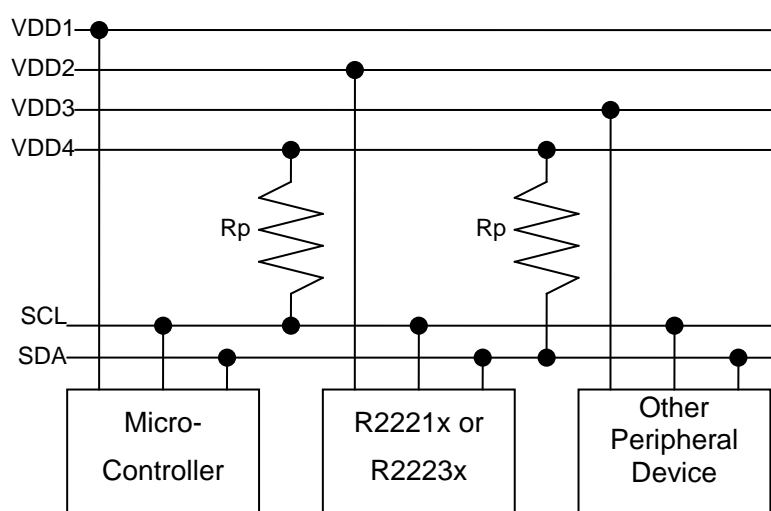 VDD1
VDD2
VDD3
VDD4
Rp
Rp
SCL
SDA
Micro-
Controller
R2221x or
R2223x
Other
Peripheral
Device